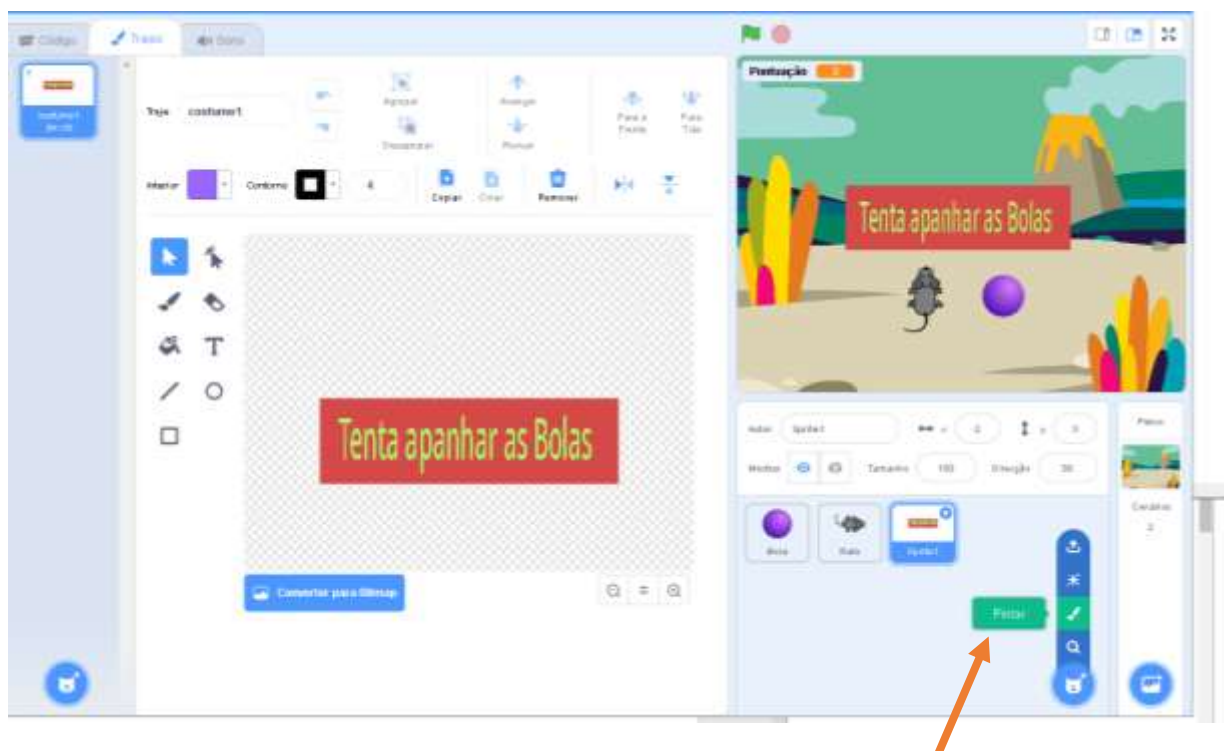 Código
Trajes
Sons
costume1
Traje
costume1
Agrupar
Desagrupar
Avançar
Recuar
Para a
Frente
Para
Trás
Contorno
4
Copiar
Colar
Remover
Tenta apanhar as Bolas
Converter para Bitmap
Pontuação
Tenta apanhar as Bolas
Ator
Sprite1
x
y
Mostrar
Tamanho
100
Direção
90
Bola
Rato
Sprite1
Pintar
Palco
Cenários
2